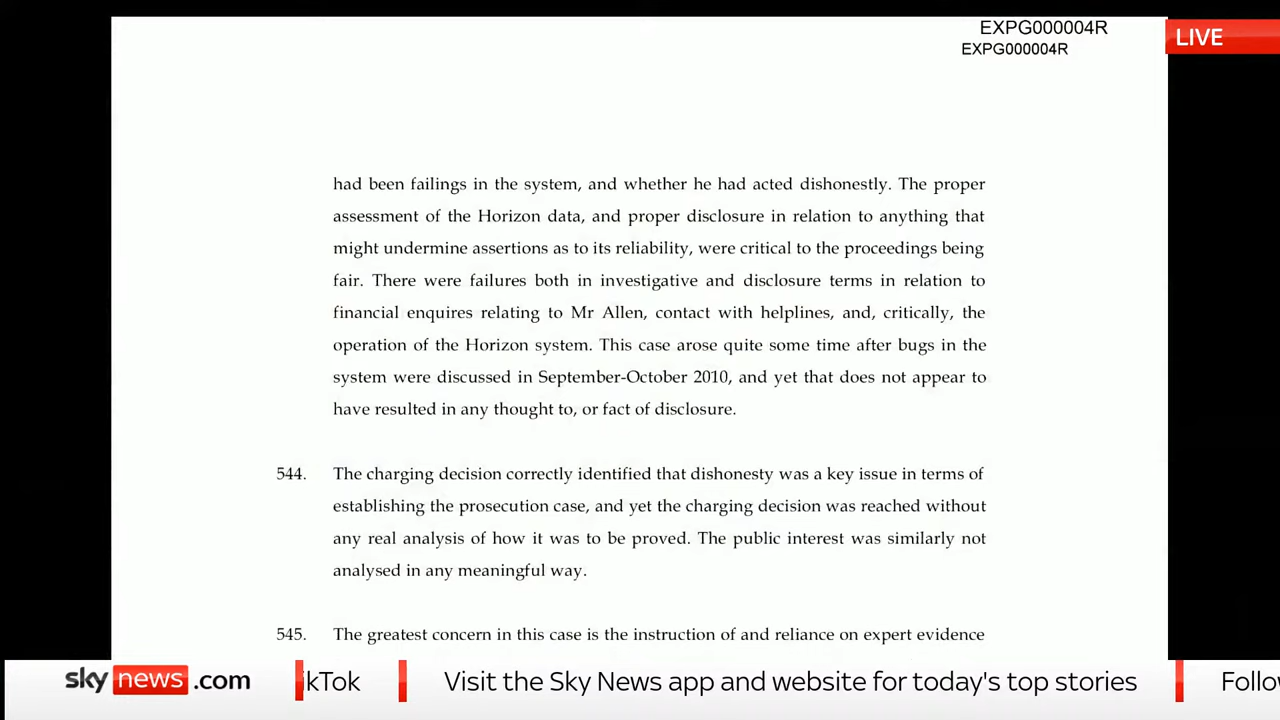 EXPG000004R
EXPG000004R
LIVE
had been failings in the system, and whether he had acted dishonestly. The proper
assessment of the Horizon data, and proper disclosure in relation to anything that
might undermine assertions as to its reliability, were critical to the proceedings being
fair. There were failures both in investigative and disclosure terms in relation to
financial enquires relating to Mr Allen, contact with helplines, and, critically, the
operation of the Horizon system. This case arose quite some time after bugs in the
system were discussed in September-October 2010, and yet that does not appear to
have resulted in any thought to, or fact of disclosure.
544. The charging decision correctly identified that dishonesty was a key issue in terms of
establishing the prosecution case, and yet the charging decision was reached without
any real analysis of how it was to be proved. The public interest was similarly not
analysed in any meaningful way.
545. The greatest concern in this case is the instruction of and reliance on expert evidence
sky news .com kTok Visit the Sky News app and website for today's top stories Follo